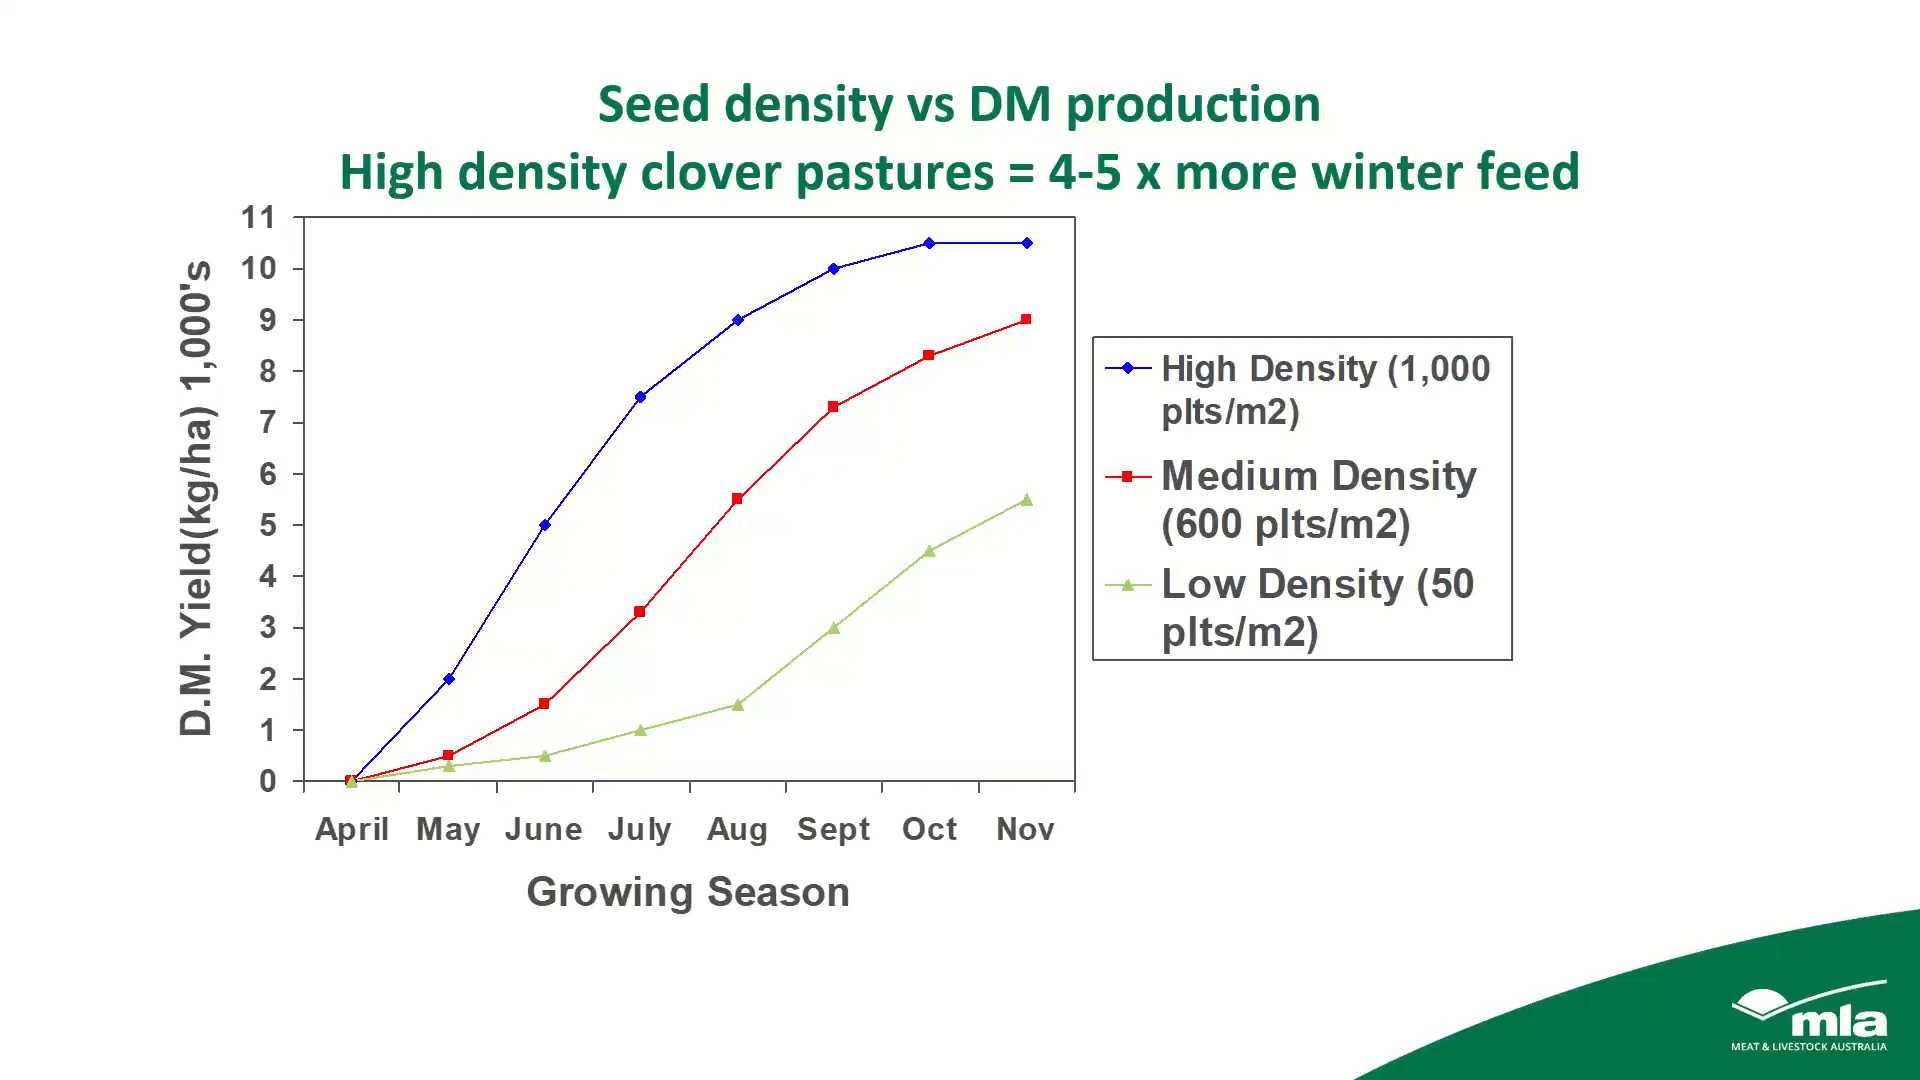 Seed density vs DM production
High density clover pastures = 4-5 x more winter feed
D.M. Yield(kg/ha) 1,000's
11
10
9
8
7
6
5
4
3
2
1
0
April May June July Aug Sept Oct Nov
Growing Season
High Density (1,000
plts/m2)
Medium Density
(600 plts/m2)
Low Density (50
plts/m2)
mla
MEAT & LIVESTOCK AUSTRALIA